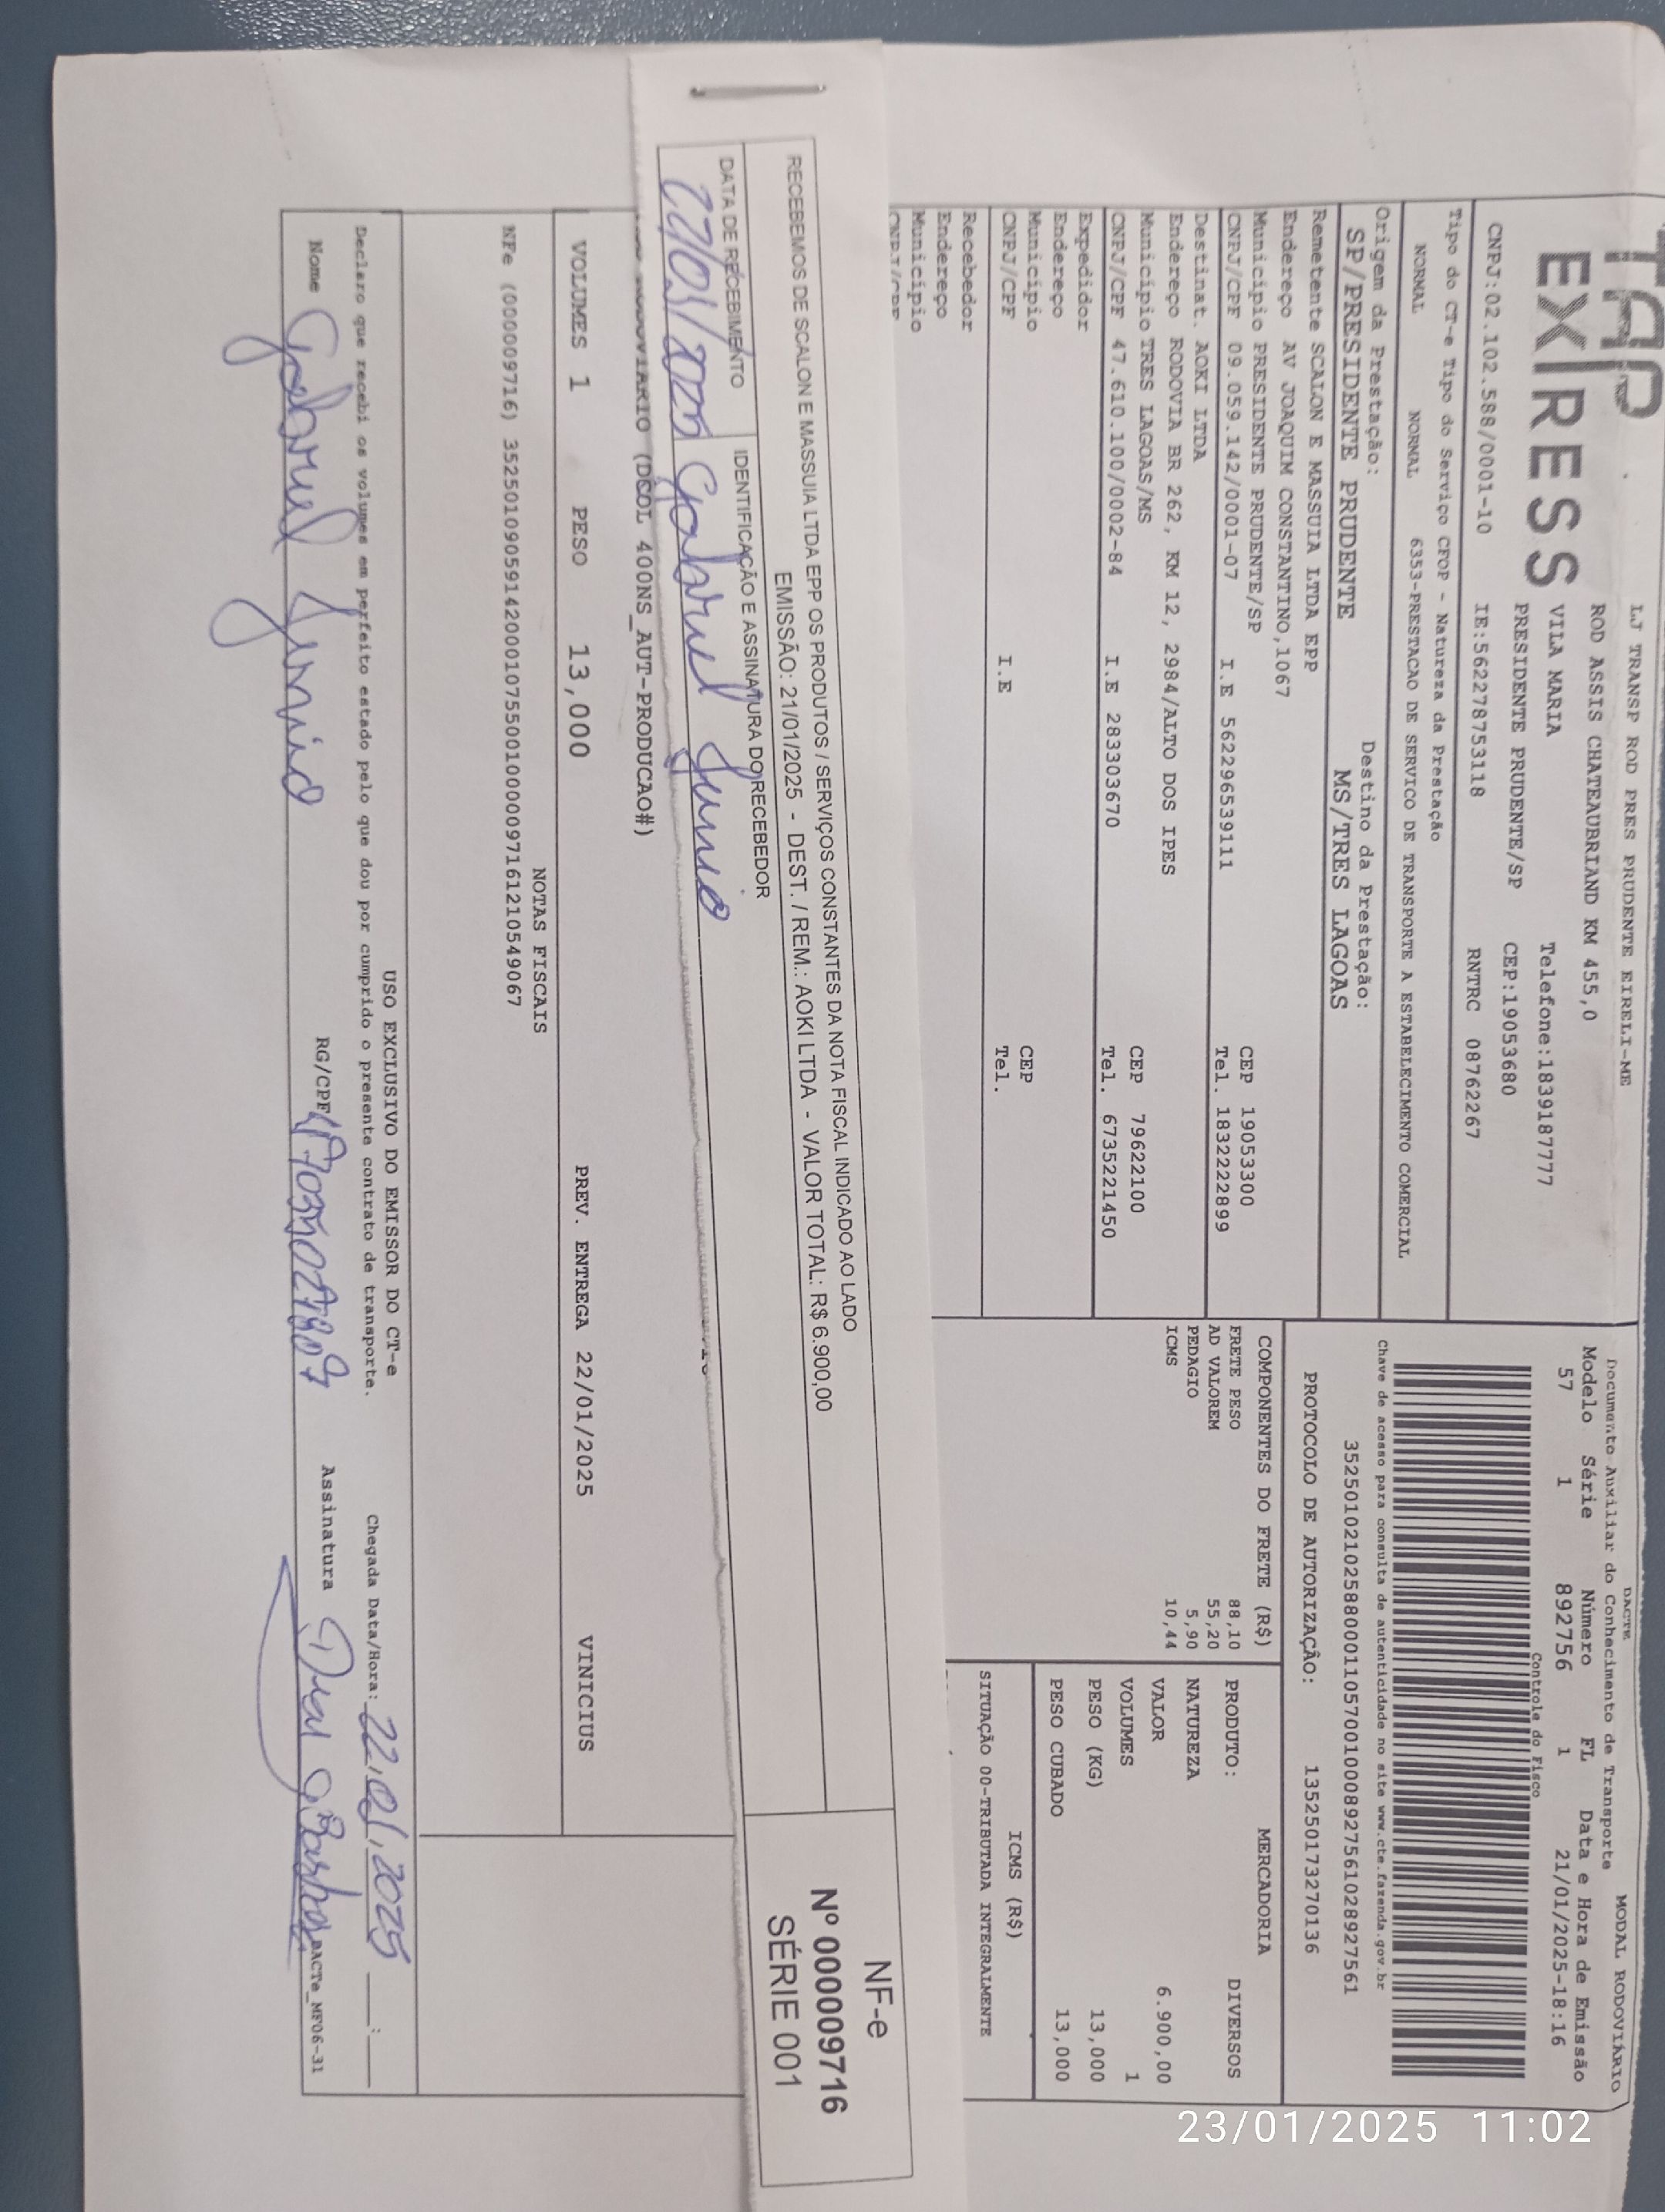 TAP
EXPRESS
LJ TRANSP ROD PRES PRUDENTE EIRELI-ME
ROD ASSIS CHATEAUBRIAND KM 455,0
VILA MARIA Telefone:1839187777
PRESIDENTE PRUDENTE/SP CEP:19053680
CNPJ:02.102.588/0001-10 IE:562278753118 RNTRC 08762267
Tipo do CT-e Tipo do Serviço CFOP - Natureza da Prestação
NORMAL NORMAL 6353-PRESTACAO DE SERVICO DE TRANSPORTE A ESTABELECIMENTO COMERCIAL
Origem da Prestação: Destino da Prestação:
SP/PRESIDENTE PRUDENTE MS/TRES LAGOAS
Remetente SCALON E MASSUIA LTDA EPP
Endereço AV JOAQUIM CONSTANTINO,1067
Município PRESIDENTE PRUDENTE/SP CEP 19053300
CNPJ/CPF 09.059.142/0001-07 I.E 562296539111 Tel. 1832222899
Destinat. AOKI LTDA
Endereço RODOVIA BR 262, KM 12, 2984/ALTO DOS IPES
Município TRES LAGOAS/MS CEP 79622100
CNPJ/CPF 47.610.100/0002-84 I.E 283303670 Tel. 6735221450
Expedidor
Endereço
Município CEP
CNPJ/CPF I.E Tel.
Recebedor
Endereço
Município
CNPJ/CPF
DACTE MODAL RODOVIÁRIO
Documento Auxiliar do Conhecimento de Transporte
Modelo Série Número FL Data e Hora de Emissão
57 1 892756 1 21/01/2025-18:16
Controle do Fisco
Chave de acesso para consulta de autenticidade no site www.cte.fazenda.gov.br
35250102102588000110570010008927561028927561
PROTOCOLO DE AUTORIZAÇÃO: 135250173270136
COMPONENTES DO FRETE (R$)
FRETE PESO 88,10
AD VALOREM 55,20
PEDAGIO 5,90
ICMS 10,44
MERCADORIA
PRODUTO: DIVERSOS
NATUREZA
VALOR 6.900,00
VOLUMES 1
PESO (KG) 13,000
PESO CUBADO 13,000
ICMS (R$)
SITUAÇÃO 00-TRIBUTADA INTEGRALMENTE
RECEBEMOS DE SCALON E MASSUIA LTDA EPP OS PRODUTOS / SERVIÇOS CONSTANTES DA NOTA FISCAL INDICADO AO LADO
EMISSÃO: 21/01/2025 - DEST. / REM.: AOKI LTDA - VALOR TOTAL: R$ 6.900,00
DATA DE RECEBIMENTO IDENTIFICAÇÃO E ASSINATURA DO RECEBEDOR
22/01/2025 Gabriel Junio
NF-e
Nº 000009716
SÉRIE 001
(DCOL 400NS_AUT-PRODUCAO#)
VOLUMES 1 PESO 13,000 PREV. ENTREGA 22/01/2025 VINICIUS
NOTAS FISCAIS
NFe (000009716) 35250109059142000107550010000097161210549067
USO EXCLUSIVO DO EMISSOR DO CT-e
Declaro que recebi os volumes em perfeito estado pelo que dou por cumprido o presente contrato de transporte.
Chegada Data/Hora: 22,01,2025 ___:___
Nome Gabriel Junio RG/CPF Assinatura
DACTe_MF06-31
23/01/2025 11:02